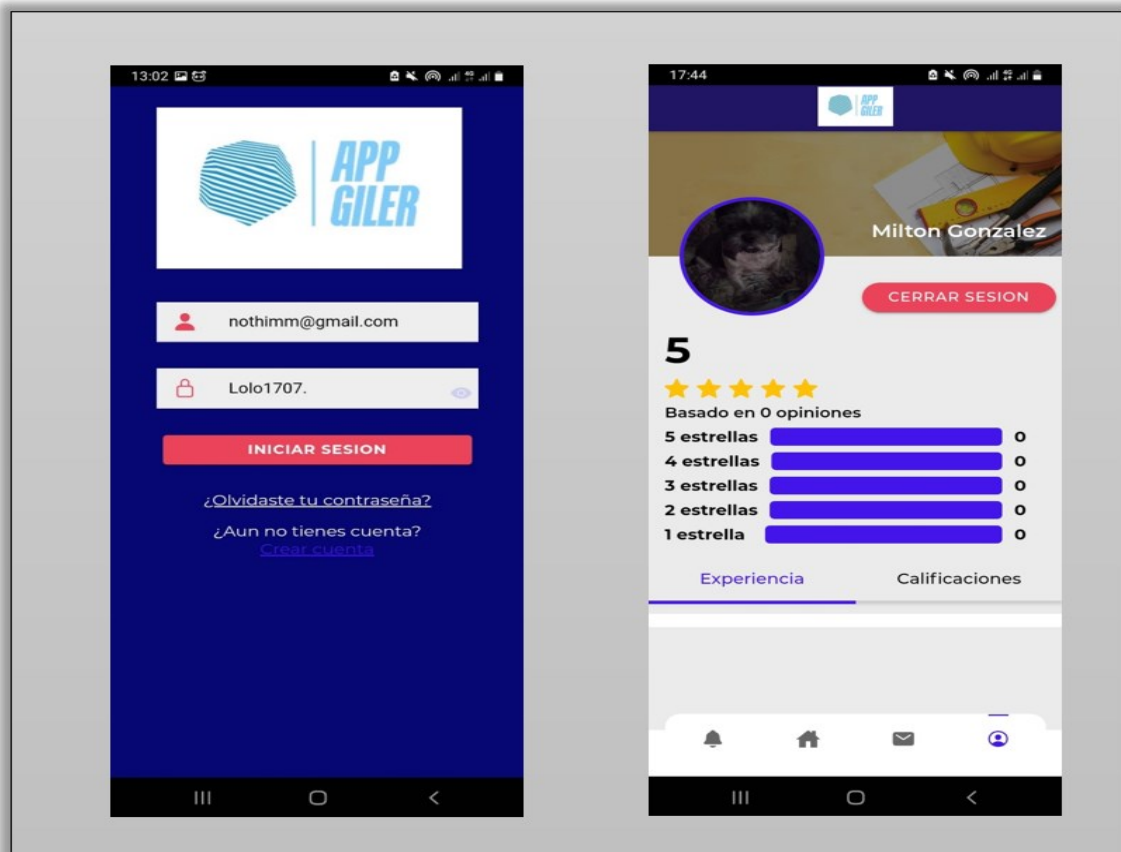 13:02
APP
GILER
nothimm@gmail.com
Lolo1707.
INICIAR SESION
¿Olvidaste tu contraseña?
¿Aun no tienes cuenta?
Crear cuenta
17:44
APP
GILER
Milton Gonzalez
CERRAR SESION
5
Basado en 0 opiniones
5 estrellas 0
4 estrellas 0
3 estrellas 0
2 estrellas 0
1 estrella 0
Experiencia Calificaciones